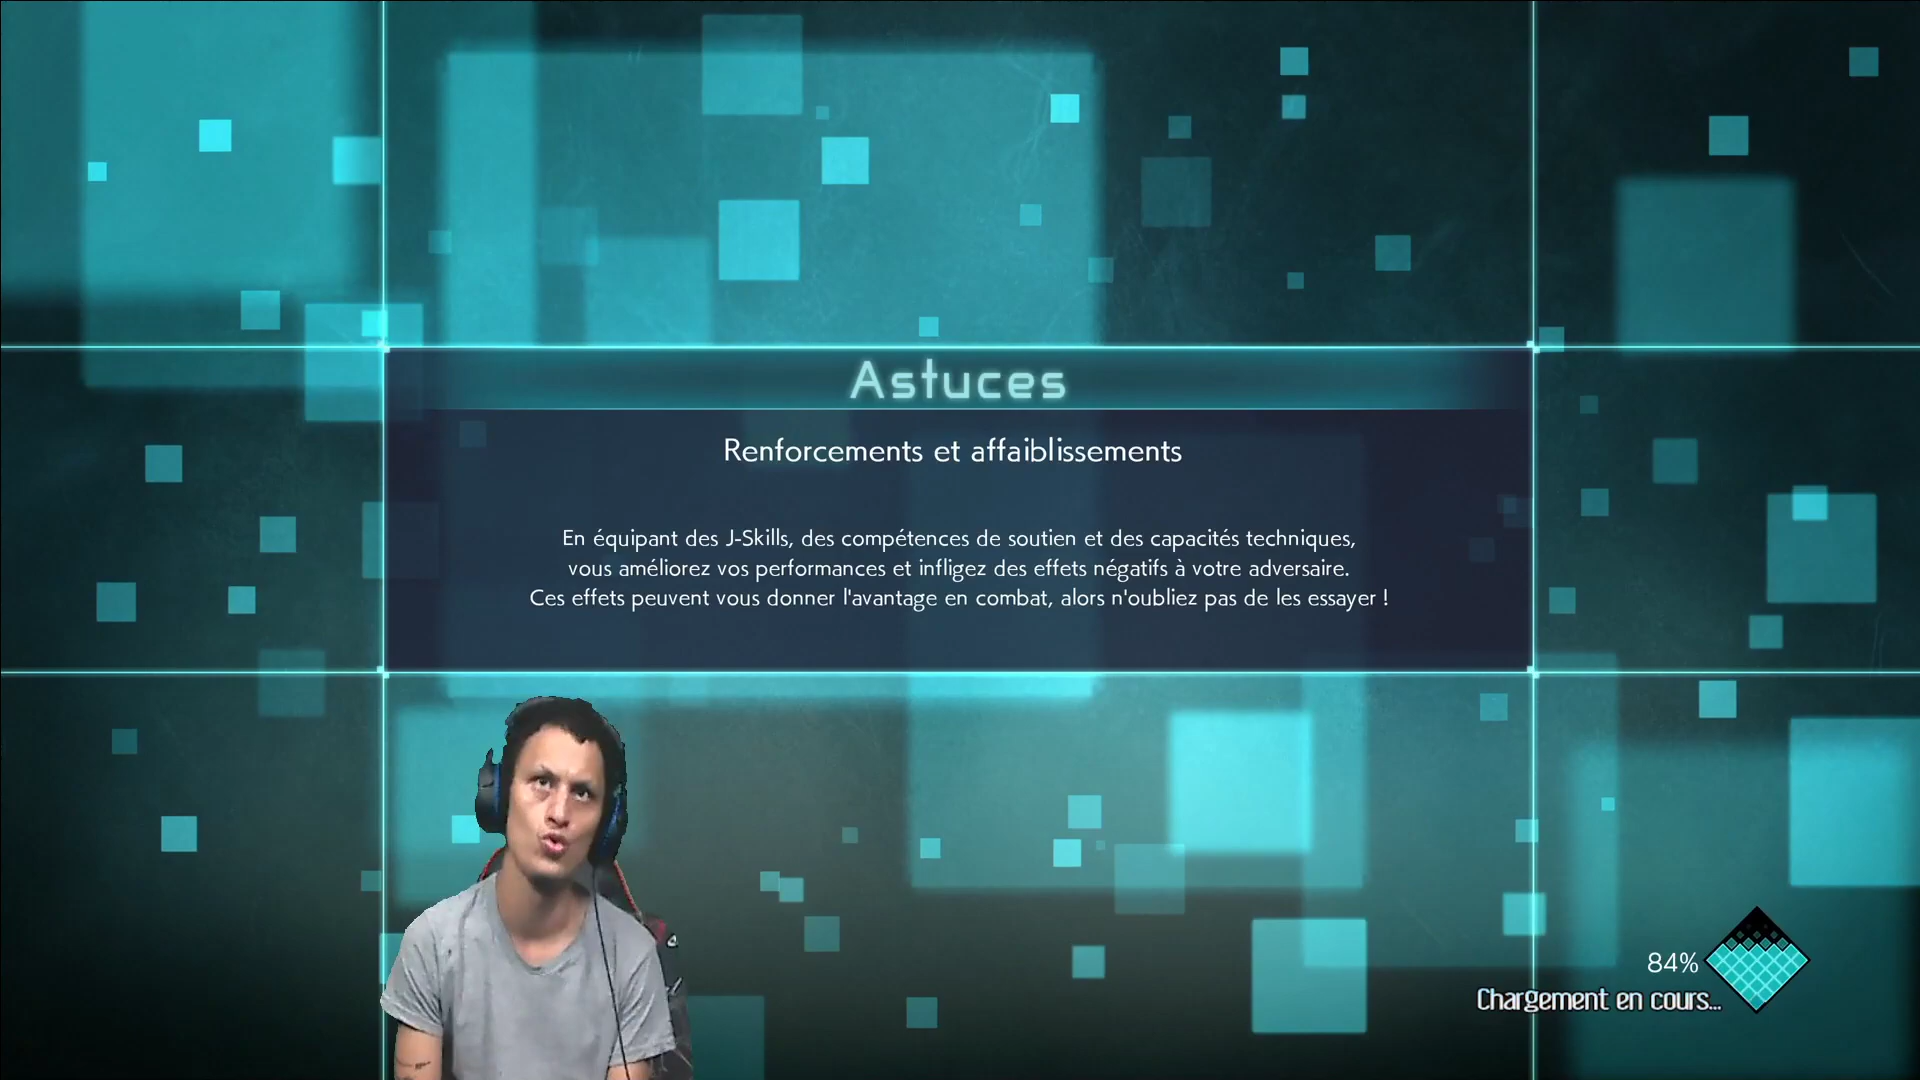 Astuces
Renforcements et affaiblissements
En équipant des J-Skills, des compétences de soutien et des capacités techniques,
vous améliorez vos performances et infligez des effets négatifs à votre adversaire.
Ces effets peuvent vous donner l'avantage en combat, alors n'oubliez pas de les essayer !
84%
Chargement en cours...